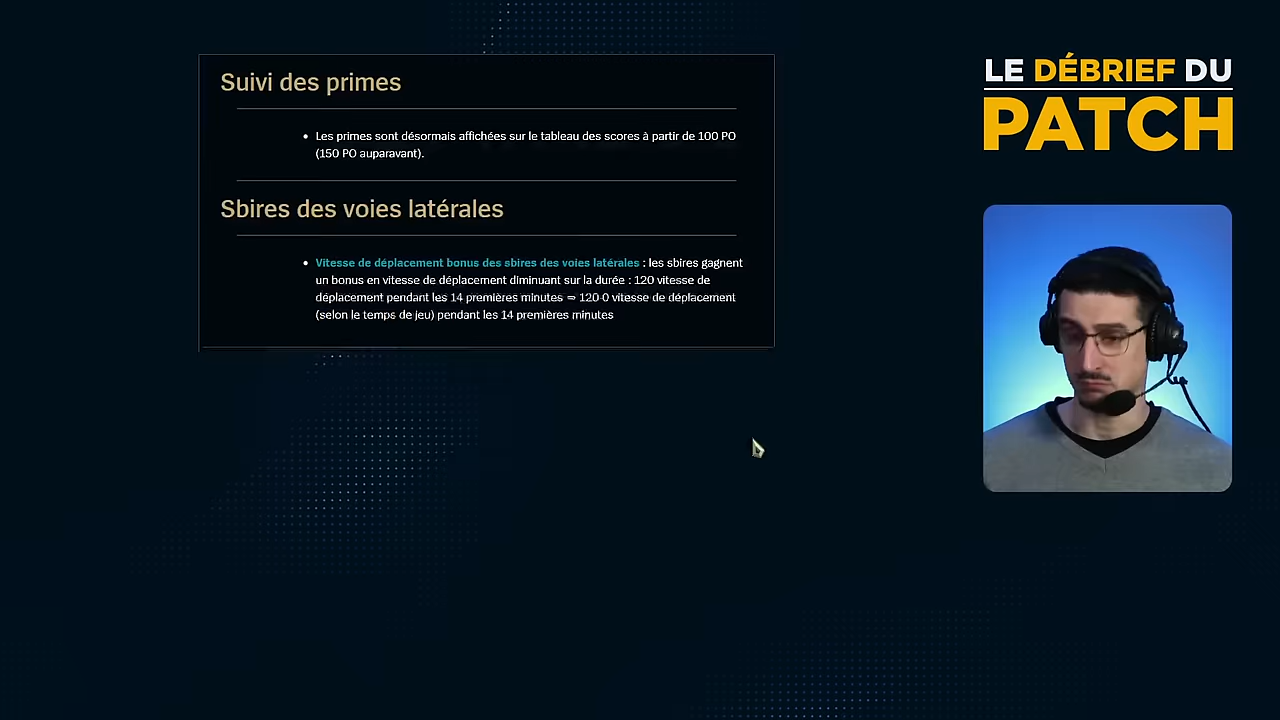 LE DÉBRIEF DU
PATCH
Suivi des primes
• Les primes sont désormais affichées sur le tableau des scores à partir de 100 PO
(150 PO auparavant).
Sbires des voies latérales
• Vitesse de déplacement bonus des sbires des voies latérales : les sbires gagnent
un bonus en vitesse de déplacement diminuant sur la durée : 120 vitesse de
déplacement pendant les 14 premières minutes ⇒ 120-0 vitesse de déplacement
(selon le temps de jeu) pendant les 14 premières minutes